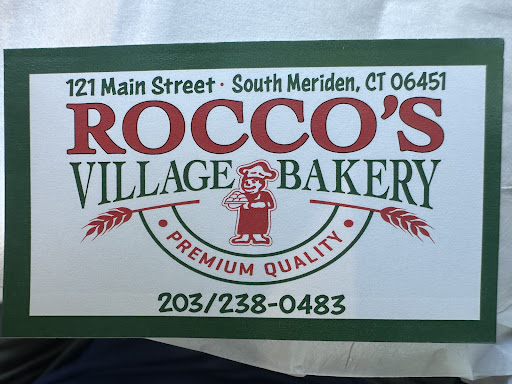 121 Main Street · South Meriden, CT 06451
ROCCO'S
VILLAGE BAKERY
• PREMIUM QUALITY •
203/238-0483